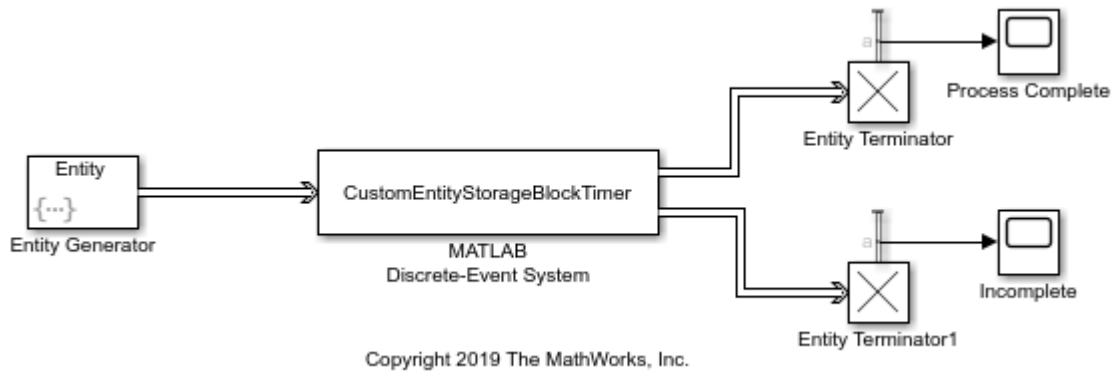 a
Process Complete
Entity Terminator
Entity
{...}
Entity Generator
CustomEntityStorageBlockTimer
MATLAB
Discrete-Event System
a
Incomplete
Entity Terminator1
Copyright 2019 The MathWorks, Inc.